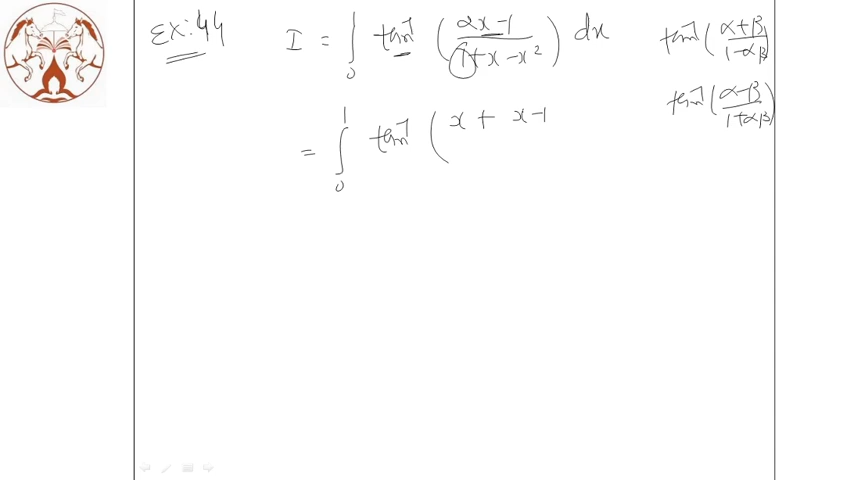 Ex:44 I = ∫₀¹ tan⁻¹ ( (2x-1) / (1+x-x²) ) dx
tan⁻¹ ( (α+β) / (1-αβ) )
tan⁻¹ ( (α-β) / (1+αβ) )
= ∫₀¹ tan⁻¹ ( x + x-1